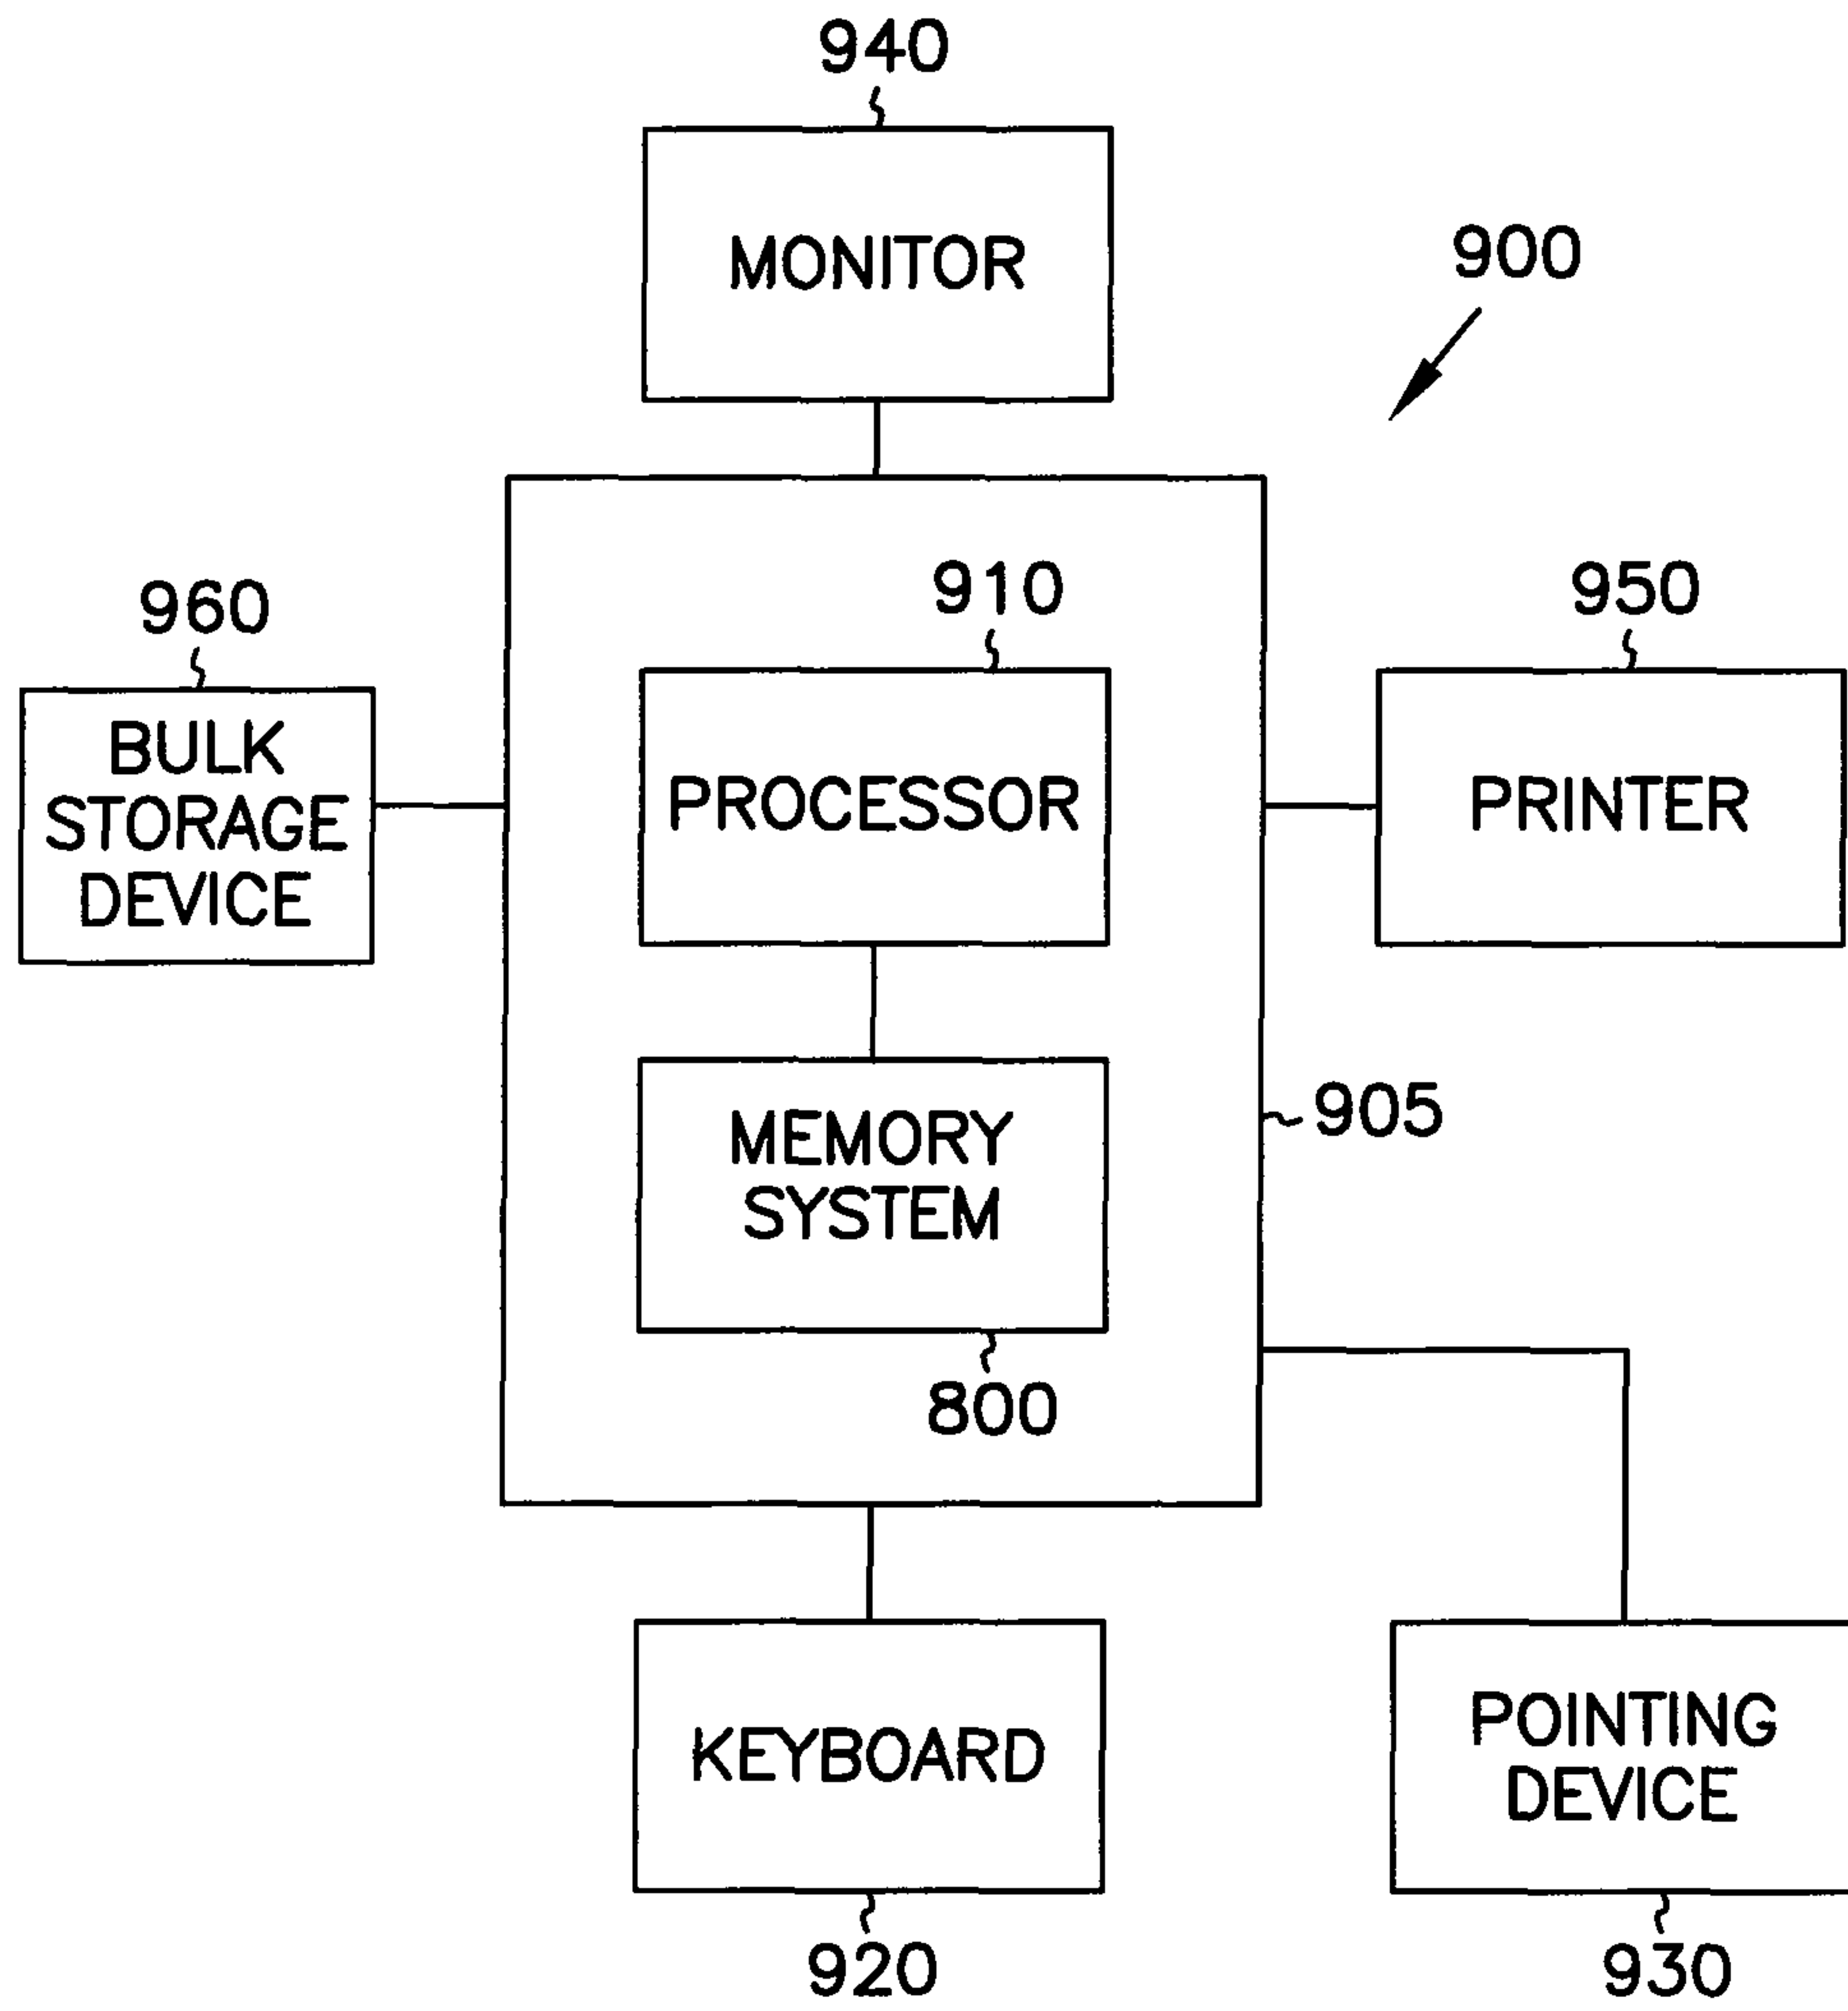 940
MONITOR
900
910
960
950
BULK
STORAGE
DEVICE
PROCESSOR
PRINTER
MEMORY
SYSTEM
905
800
KEYBOARD
POINTING
DEVICE
920
930